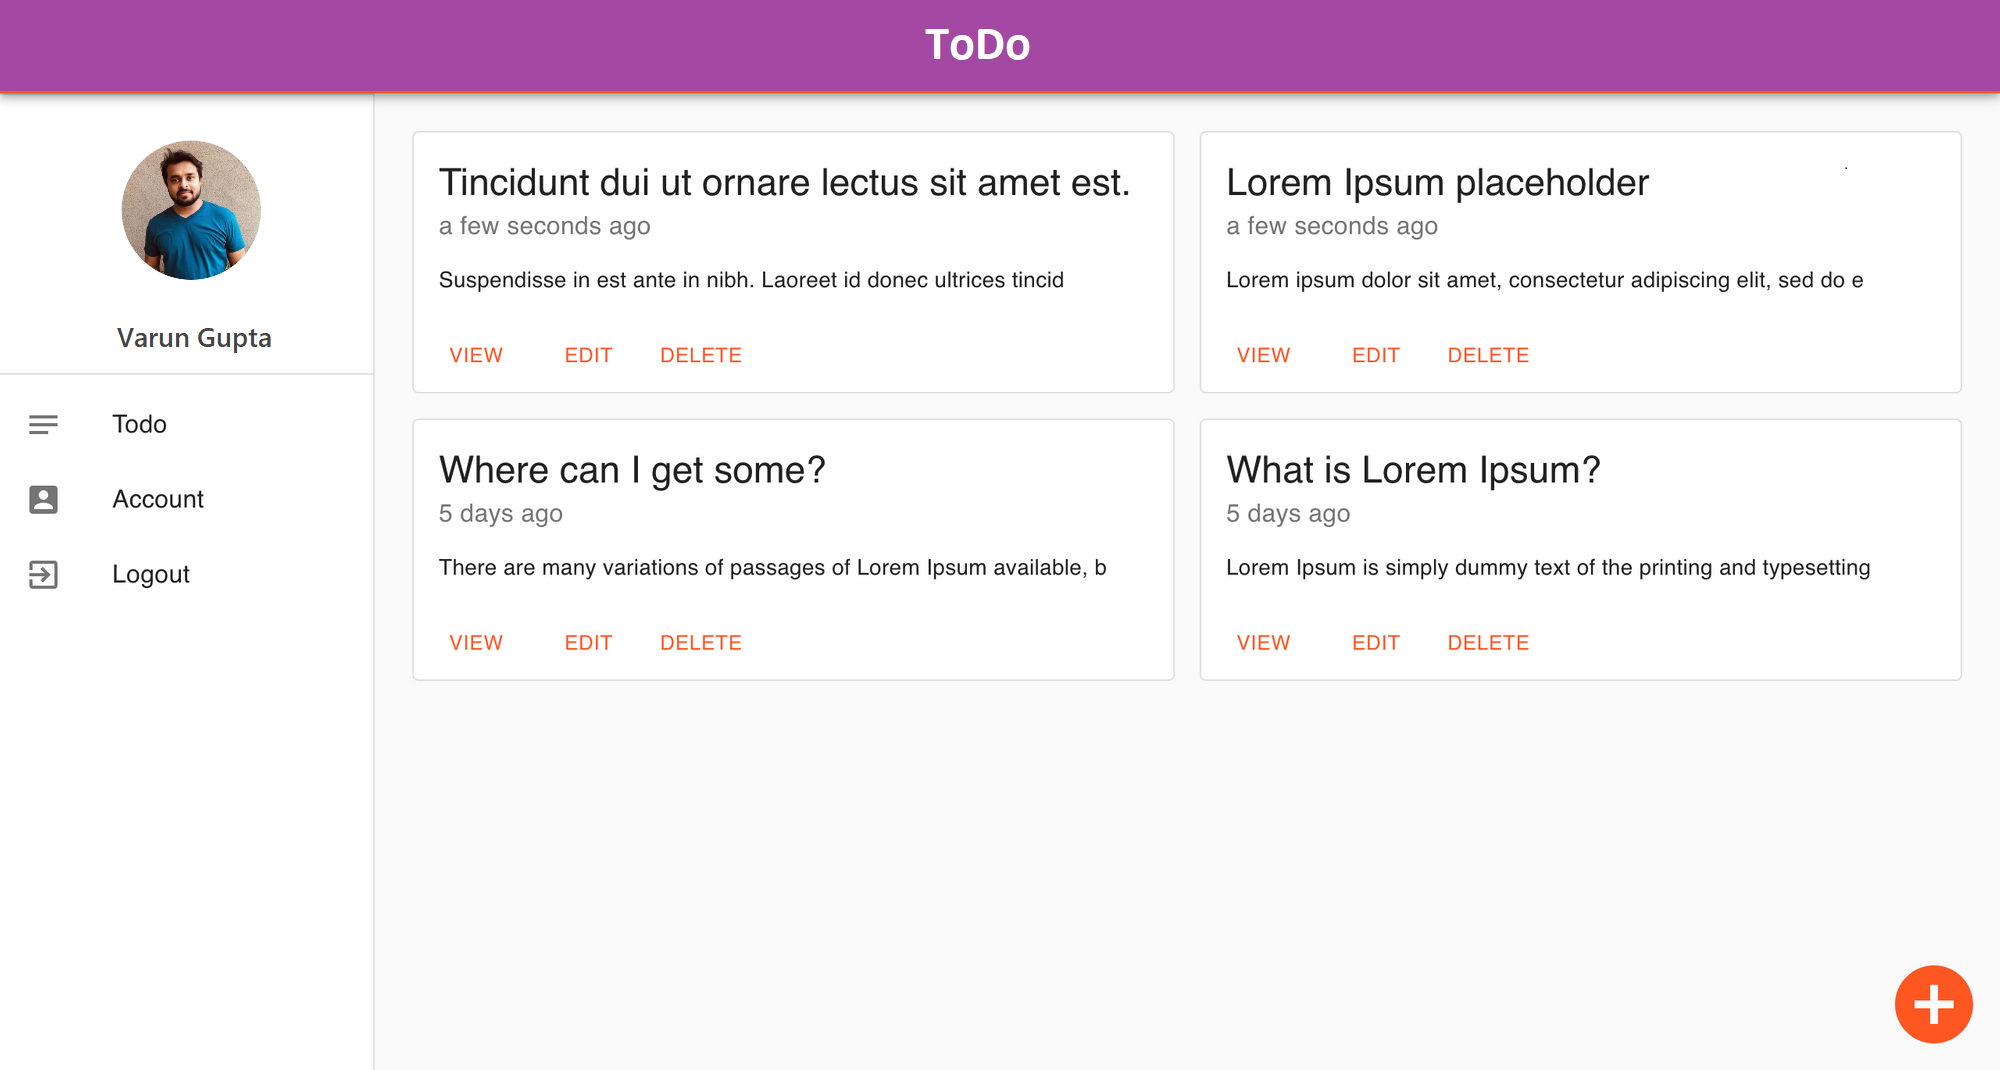 ToDo
Varun Gupta
Todo
Account
Logout
Tincidunt dui ut ornare lectus sit amet est.
a few seconds ago
Suspendisse in est ante in nibh. Laoreet id donec ultrices tincid
VIEW EDIT DELETE
Lorem Ipsum placeholder
a few seconds ago
Lorem ipsum dolor sit amet, consectetur adipiscing elit, sed do e
VIEW EDIT DELETE
Where can I get some?
5 days ago
There are many variations of passages of Lorem Ipsum available, b
VIEW EDIT DELETE
What is Lorem Ipsum?
5 days ago
Lorem Ipsum is simply dummy text of the printing and typesetting
VIEW EDIT DELETE